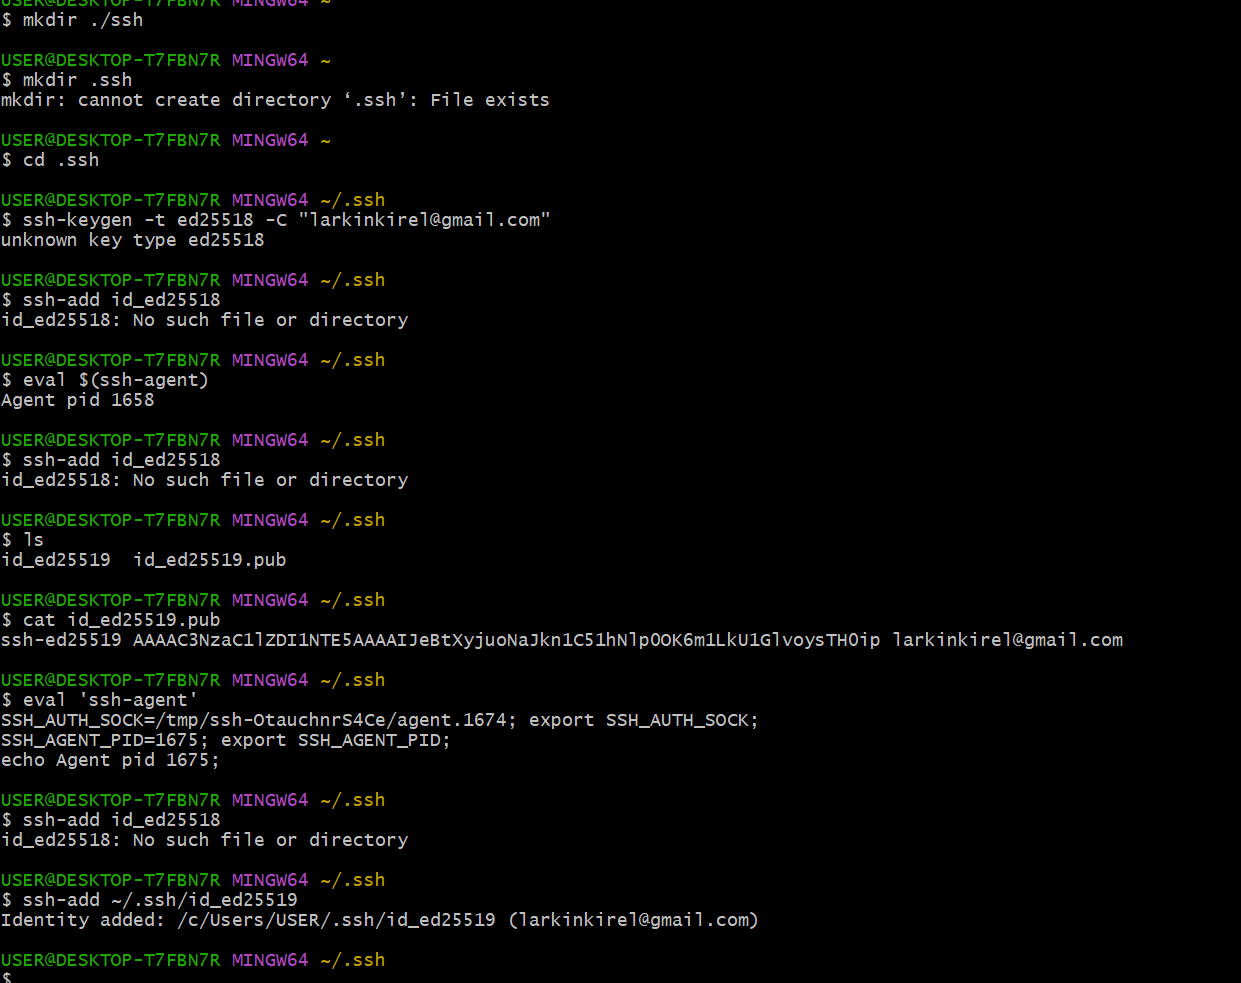 USER@DESKTOP-T7FBN7R MINGW64 ~
$ mkdir ./ssh
USER@DESKTOP-T7FBN7R MINGW64 ~
$ mkdir .ssh
mkdir: cannot create directory ‘.ssh’: File exists
USER@DESKTOP-T7FBN7R MINGW64 ~
$ cd .ssh
USER@DESKTOP-T7FBN7R MINGW64 ~/.ssh
$ ssh-keygen -t ed25518 -C "larkinkirel@gmail.com"
unknown key type ed25518
USER@DESKTOP-T7FBN7R MINGW64 ~/.ssh
$ ssh-add id_ed25518
id_ed25518: No such file or directory
USER@DESKTOP-T7FBN7R MINGW64 ~/.ssh
$ eval $(ssh-agent)
Agent pid 1658
USER@DESKTOP-T7FBN7R MINGW64 ~/.ssh
$ ssh-add id_ed25518
id_ed25518: No such file or directory
USER@DESKTOP-T7FBN7R MINGW64 ~/.ssh
$ ls
id_ed25519  id_ed25519.pub
USER@DESKTOP-T7FBN7R MINGW64 ~/.ssh
$ cat id_ed25519.pub
ssh-ed25519 AAAAC3NzaC1lZDI1NTE5AAAAIJeBtXyjuoNaJkn1C51hNlpOOK6m1LkU1GlvoysTHOip larkinkirel@gmail.com
USER@DESKTOP-T7FBN7R MINGW64 ~/.ssh
$ eval 'ssh-agent'
SSH_AUTH_SOCK=/tmp/ssh-OtauchnrS4Ce/agent.1674; export SSH_AUTH_SOCK;
SSH_AGENT_PID=1675; export SSH_AGENT_PID;
echo Agent pid 1675;
USER@DESKTOP-T7FBN7R MINGW64 ~/.ssh
$ ssh-add id_ed25518
id_ed25518: No such file or directory
USER@DESKTOP-T7FBN7R MINGW64 ~/.ssh
$ ssh-add ~/.ssh/id_ed25519
Identity added: /c/Users/USER/.ssh/id_ed25519 (larkinkirel@gmail.com)
USER@DESKTOP-T7FBN7R MINGW64 ~/.ssh
$